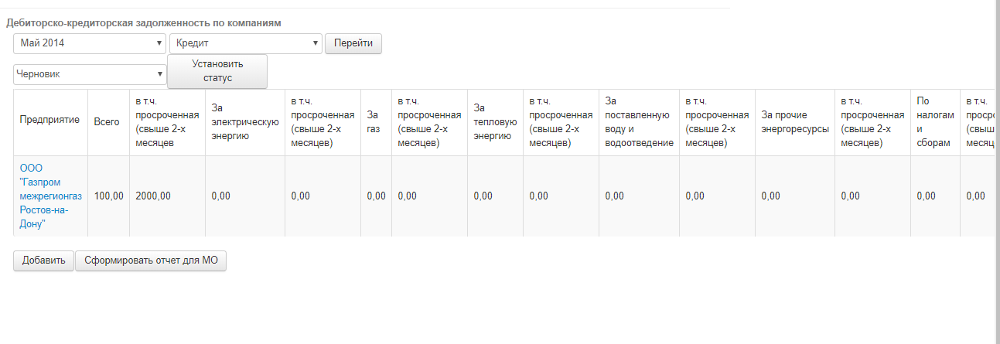 Дебиторско-кредиторская задолженность по компаниям
Май 2014 Кредит Перейти
Черновик Установить статус
Предприятие
Всего
в т.ч.
просроченная
(свыше 2-х
месяцев
За
электрическую
энергию
в т.ч.
просроченная
(свыше 2-х
месяцев)
За
газ
в т.ч.
просроченная
(свыше 2-х
месяцев)
За
тепловую
энергию
в т.ч.
просроченная
(свыше 2-х
месяцев)
За
поставленную
воду и
водоотведение
в т.ч.
просроченная
(свыше 2-х
месяцев)
За прочие
энергоресурсы
в т.ч.
просроченная
(свыше 2-х
месяцев)
По
налогам
и
сборам
в т.ч.
(свыш
ООО
"Газпром
межрегионгаз
Ростов-на-
Дону"
100,00 2000,00 0,00 0,00 0,00 0,00 0,00 0,00 0,00 0,00 0,00 0,00 0,00 0,00
Добавить Сформировать отчет для МО